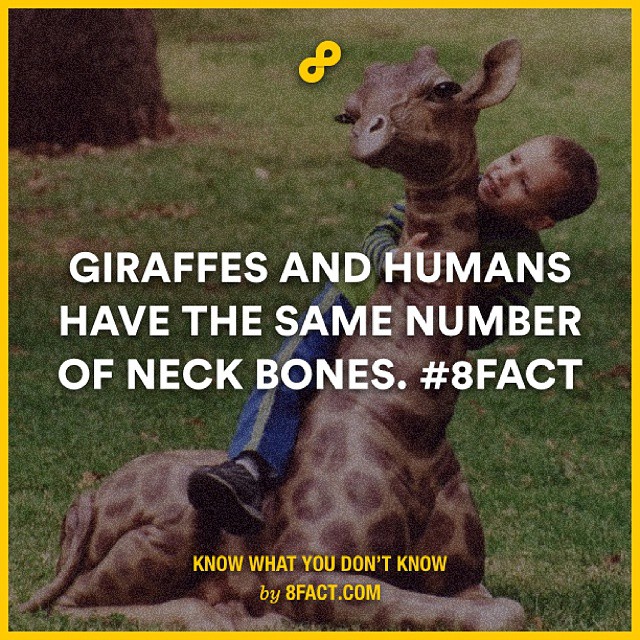 GIRAFFES AND HUMANS
HAVE THE SAME NUMBER
OF NECK BONES. #8FACT
KNOW WHAT YOU DON'T KNOW
by 8FACT.COM